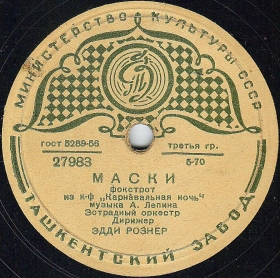 МИНИСТЕРСТВО КУЛЬТУРЫ СССР
ГОСТ 5289-56
третья гр.
27983
5-70
МАСКИ
фокстрот
из к-ф „Карнавальная ночь"
музыка А. Лепина
Эстрадный оркестр
Дирижер
ЭДДИ РОЗНЕР
ТАШКЕНТСКИЙ ЗАВОД